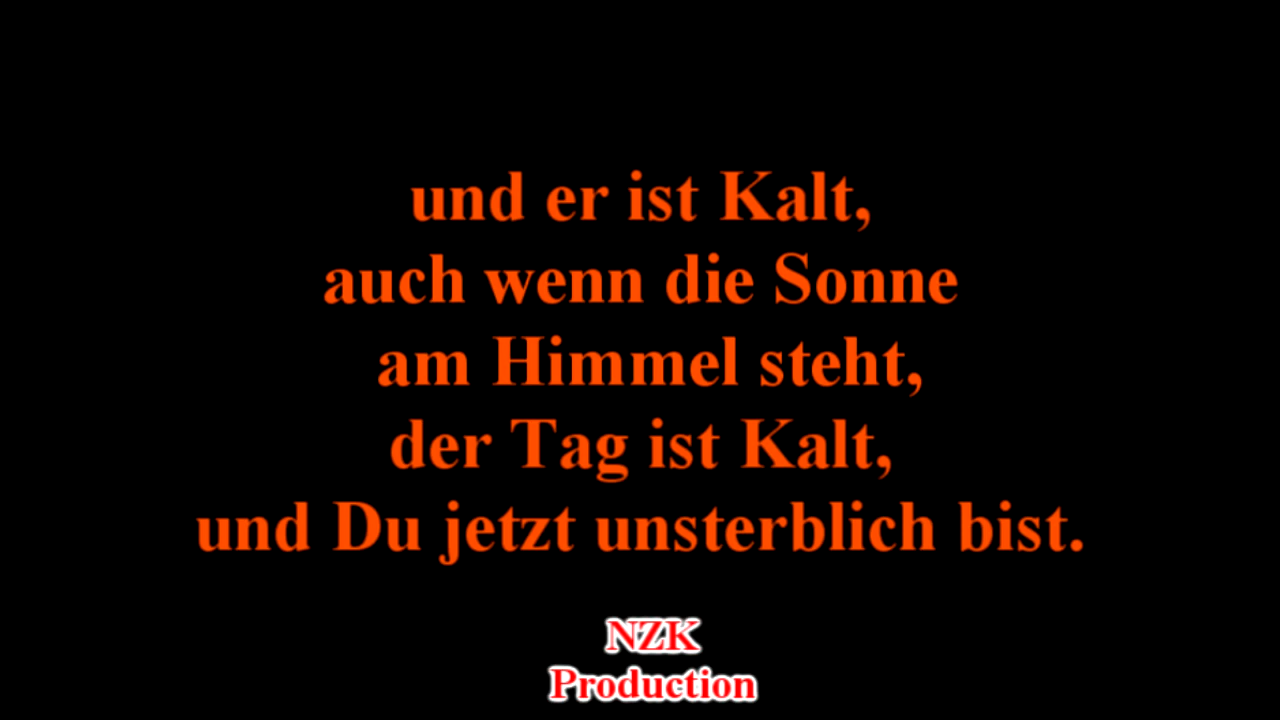 und er ist Kalt,
auch wenn die Sonne
am Himmel steht,
der Tag ist Kalt,
und Du jetzt unsterblich bist.
NZK
Production